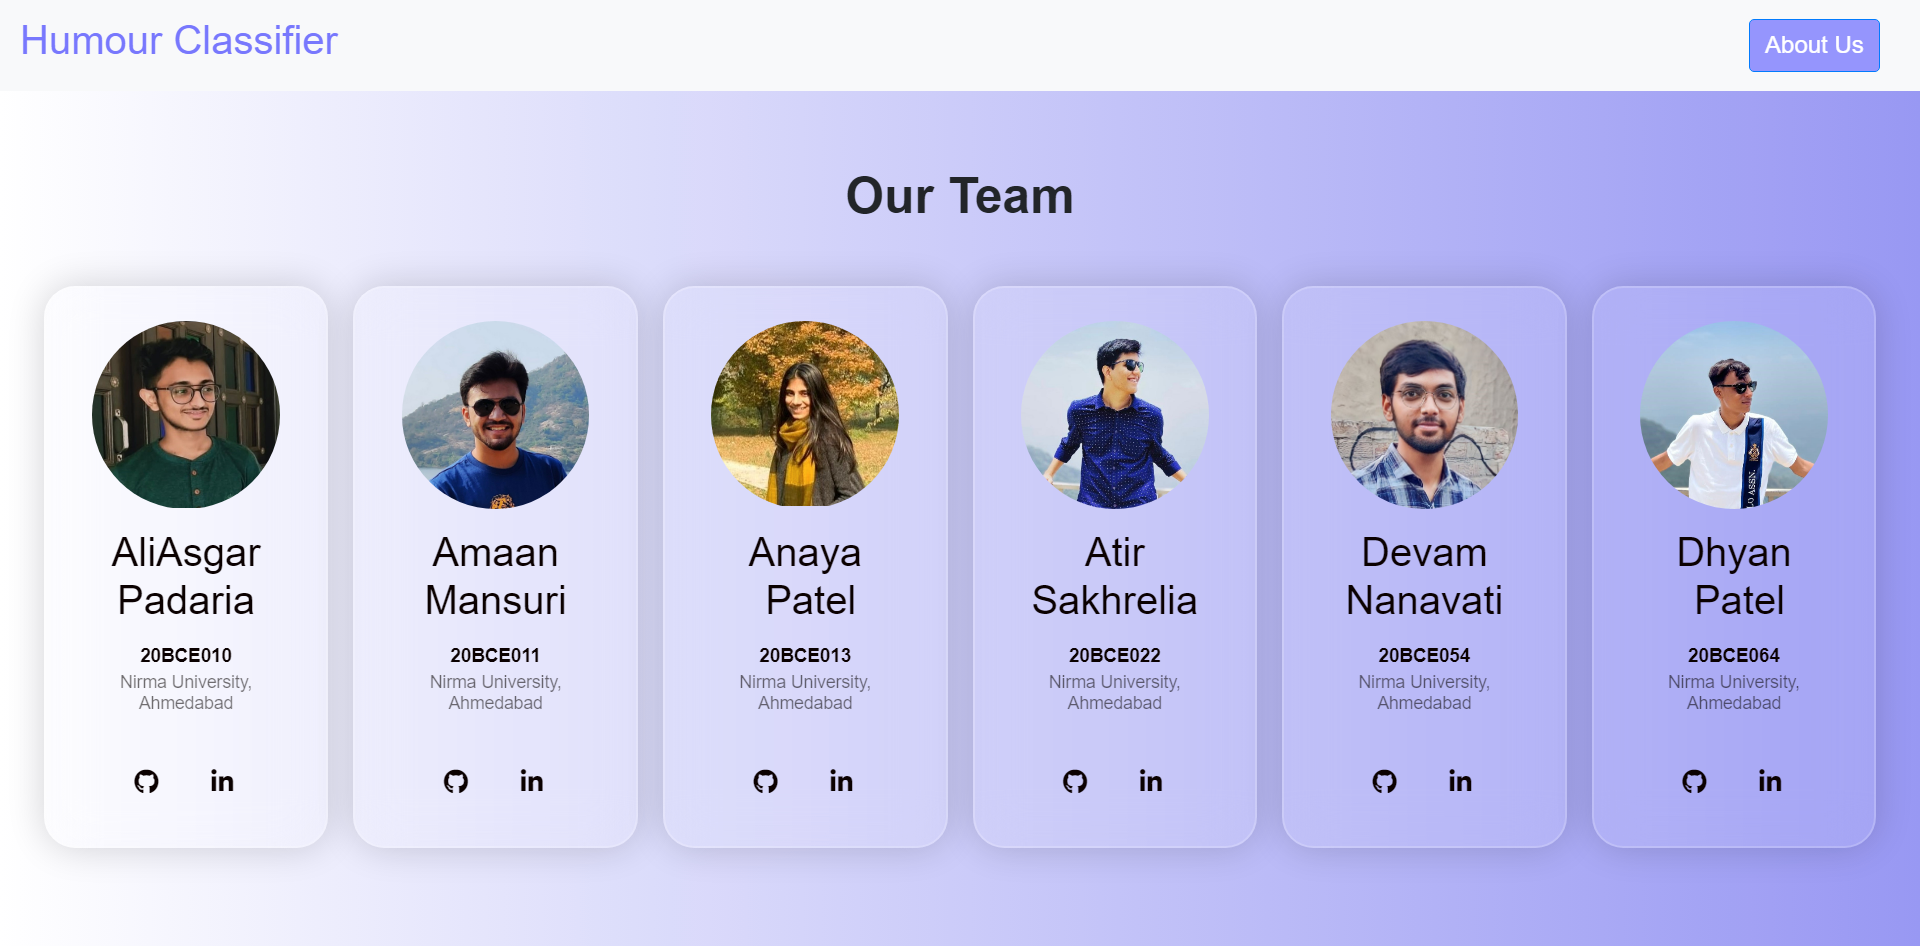 Humour Classifier
About Us
Our Team
AliAsgar
Padaria
20BCE010
Nirma University,
Ahmedabad
in
Amaan
Mansuri
20BCE011
Nirma University,
Ahmedabad
in
Anaya
Patel
20BCE013
Nirma University,
Ahmedabad
in
Atir
Sakhrelia
20BCE022
Nirma University,
Ahmedabad
in
Devam
Nanavati
20BCE054
Nirma University,
Ahmedabad
in
Dhyan
Patel
20BCE064
Nirma University,
Ahmedabad
in